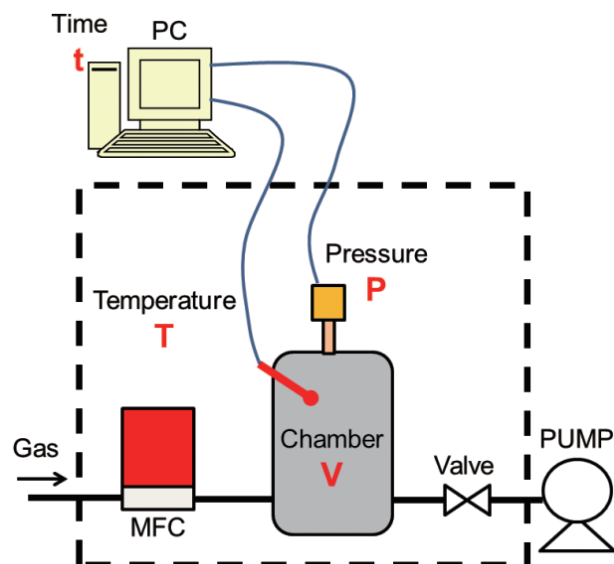 Time
t
PC
Pressure
P
Temperature
T
Gas
MFC
Chamber
V
Valve
PUMP